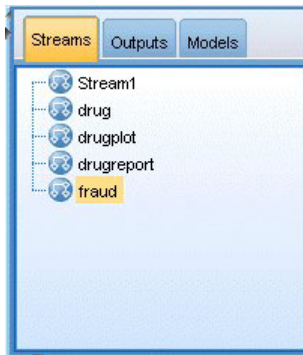 Streams Outputs Models
Stream1
drug
drugplot
drugreport
fraud